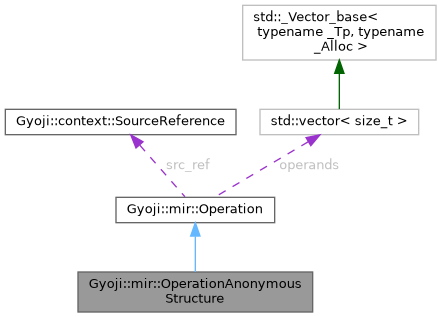 std::_Vector_base<
typename _Tp, typename
_Alloc >
Gyoji::context::SourceReference
std::vector< size_t >
src_ref
operands
Gyoji::mir::Operation
Gyoji::mir::OperationAnonymous
Structure